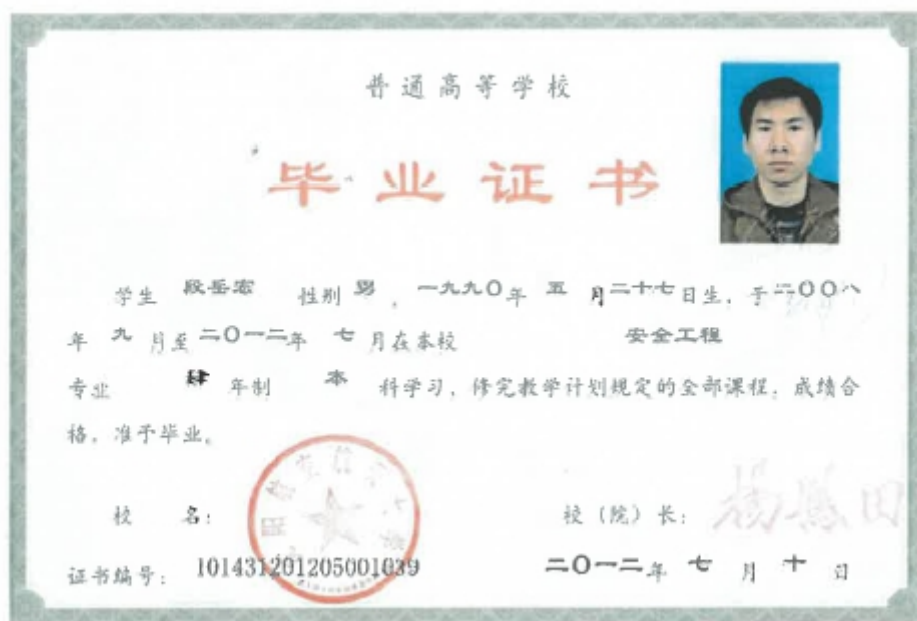 普通高等学校
毕业证书
学生 段岳宏 性别 男，一九九〇年 五 月二十七日生，于二〇〇八
年 九 月至二〇一二年 七 月在本校 安全工程
专业 肆 年制 本 科学习，修完教学计划规定的全部课程，成绩合
格，准予毕业。
校 名： 校（院）长：
证书编号：101431201205001039 二〇一二年 七 月 十 日